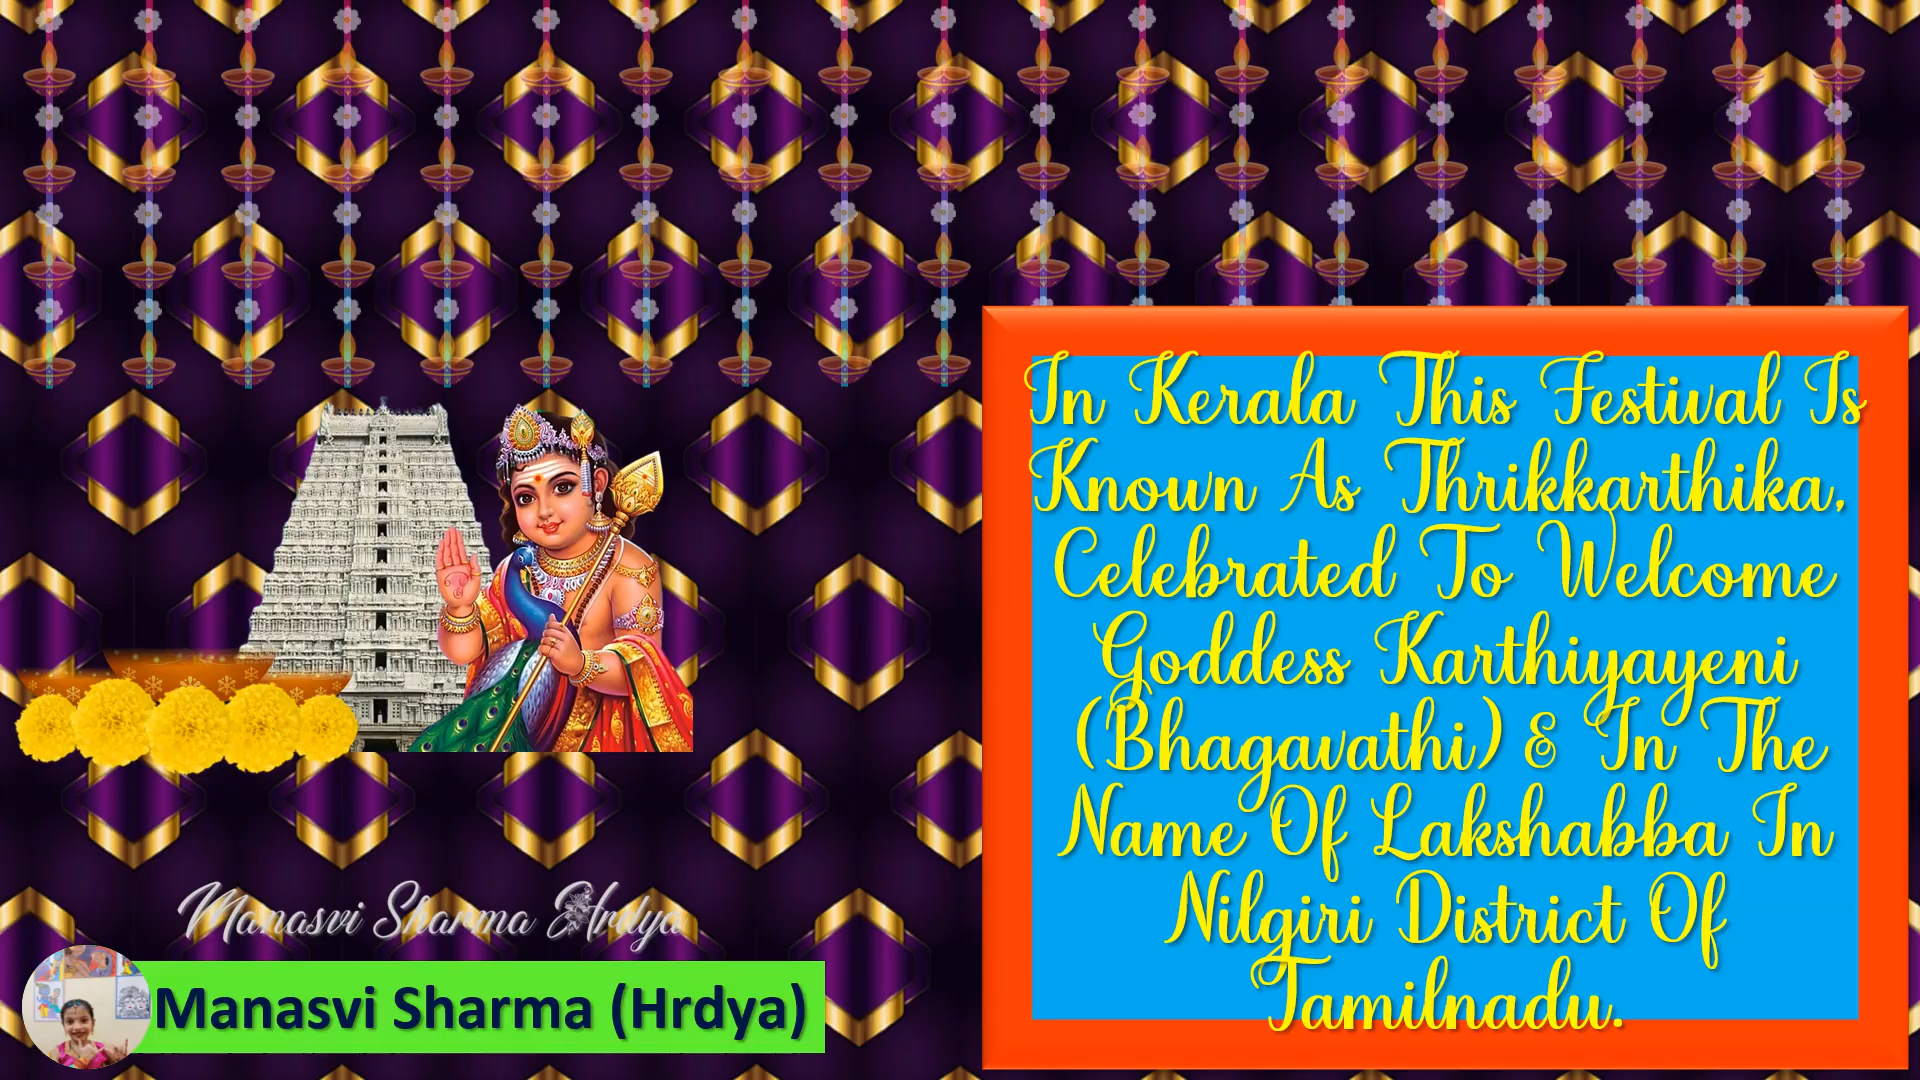 In Kerala This Festival Is
Known As Thrikkarthika,
Celebrated To Welcome
Goddess Karthiyayeni
(Bhagavathi) & In The
Name Of Lakshabba In
Nilgiri District Of
Tamilnadu.
Manasvi Sharma Hrdya
Manasvi Sharma (Hrdya)